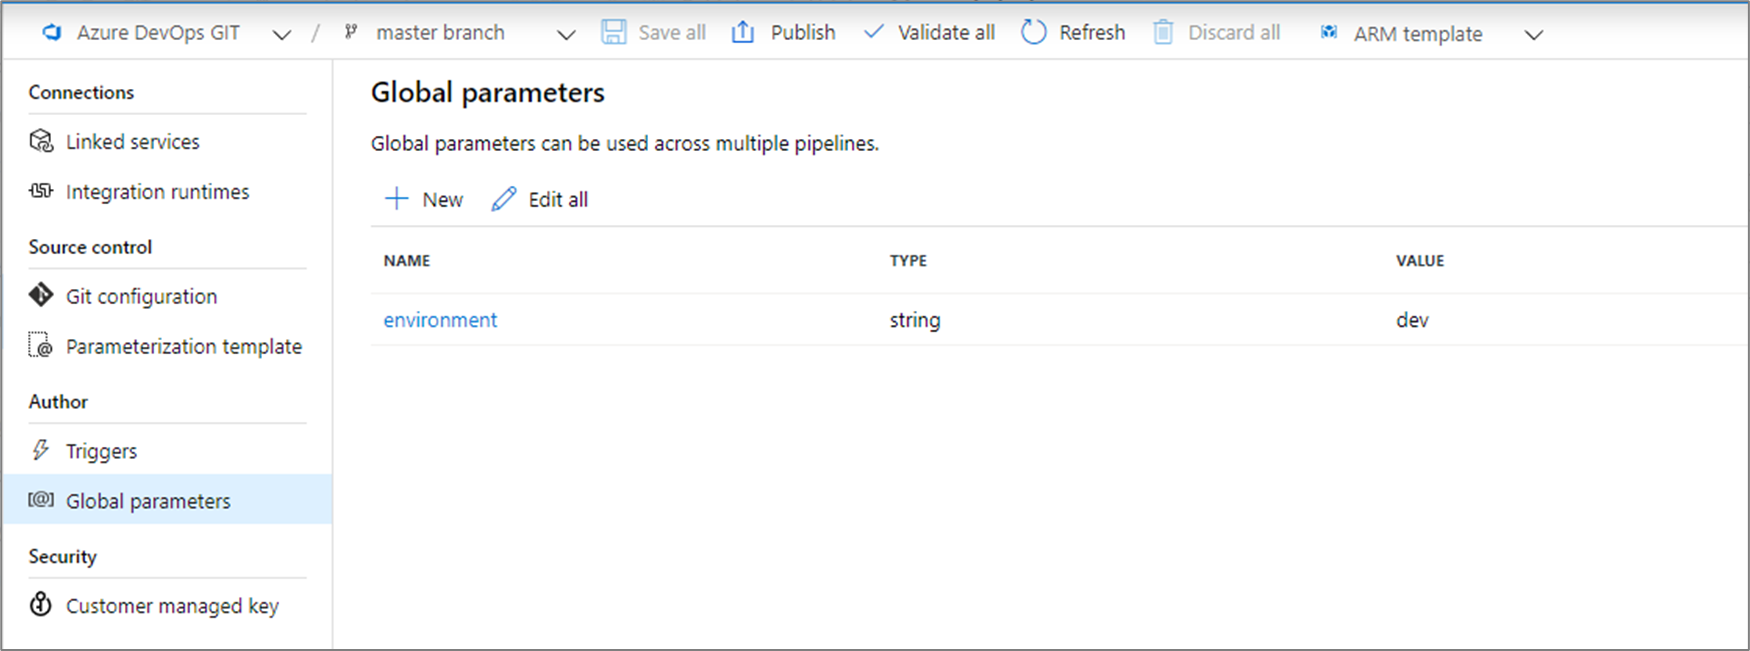 Azure DevOps GIT / master branch Save all Publish Validate all Refresh Discard all ARM template
Connections
Linked services
Integration runtimes
Source control
Git configuration
Parameterization template
Author
Triggers
[@] Global parameters
Security
Customer managed key
Global parameters
Global parameters can be used across multiple pipelines.
New Edit all
NAME TYPE VALUE
environment string dev